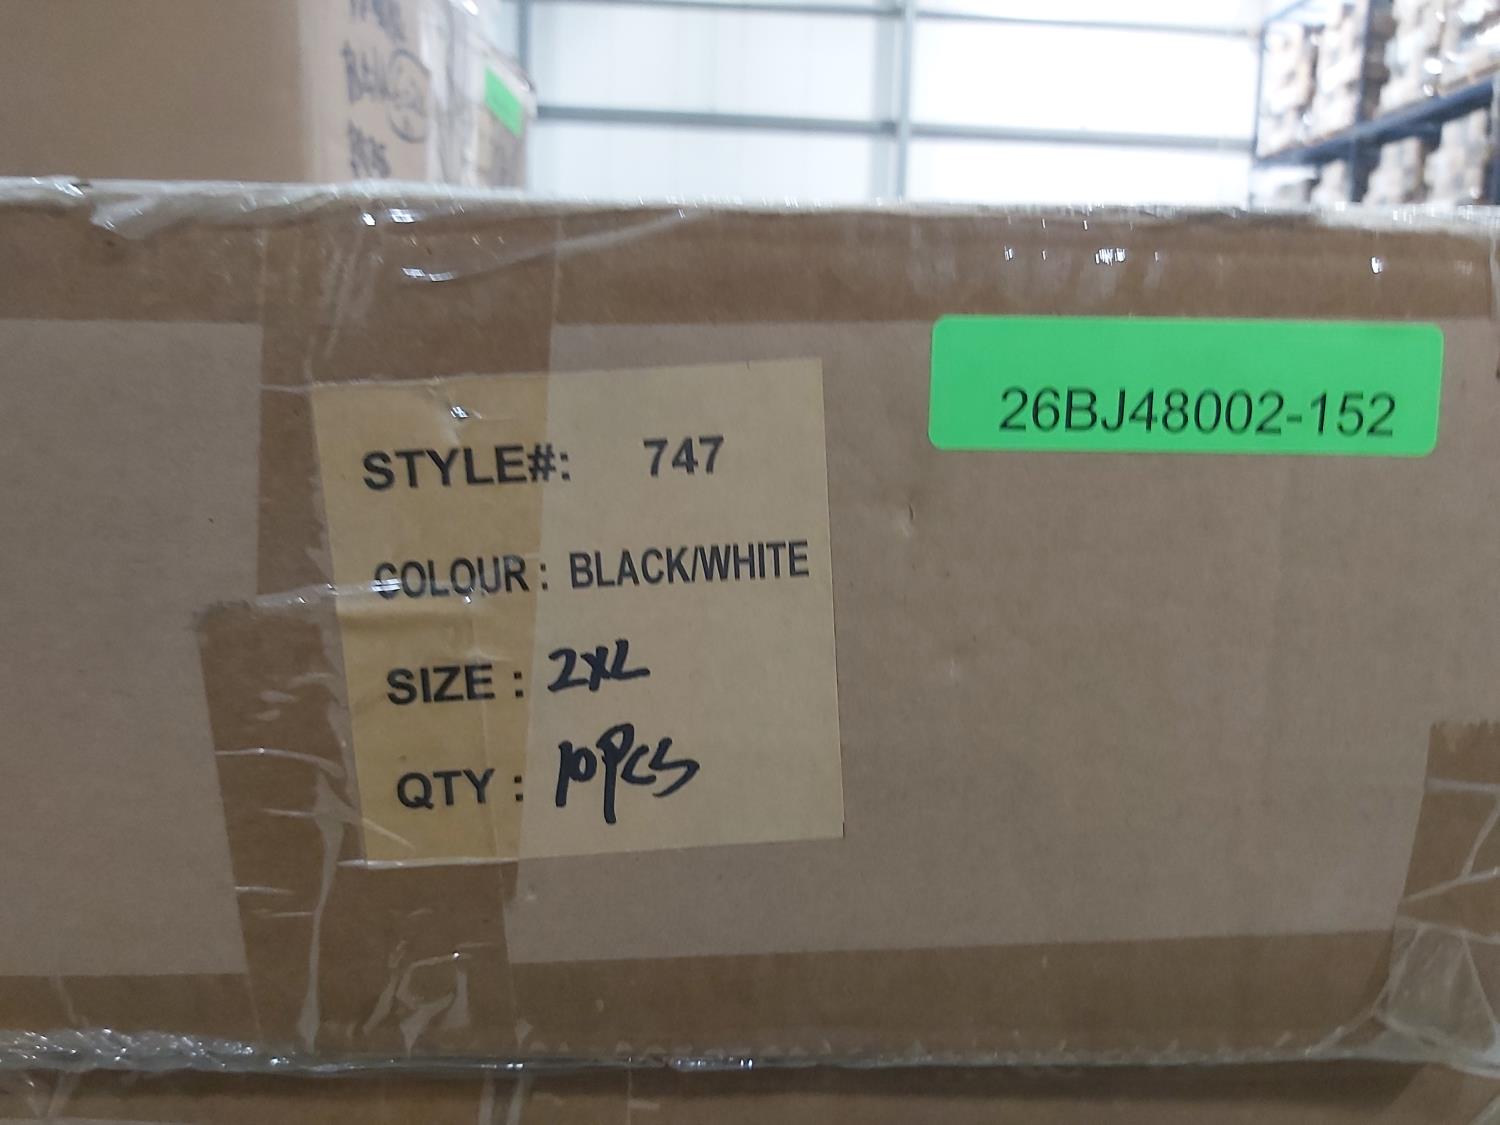 26BJ48002-152
STYLE#: 747
COLOUR : BLACK/WHITE
SIZE : 2XL
QTY : 10PCS